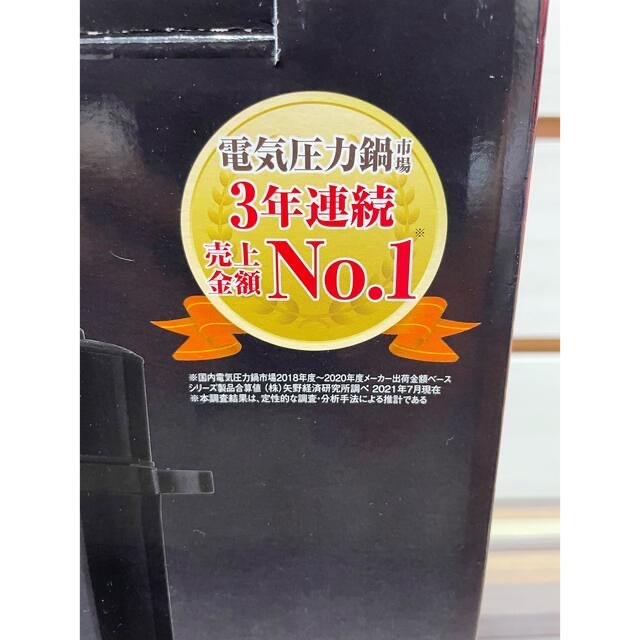 電気圧力鍋市場
3年連続
売上金額 No.1※
※国内電気圧力鍋市場2018年度～2020年度メーカー出荷金額ベース
シリーズ製品合算値（株）矢野経済研究所調べ 2021年7月現在
※本調査結果は、定性的な調査・分析手法による推計である